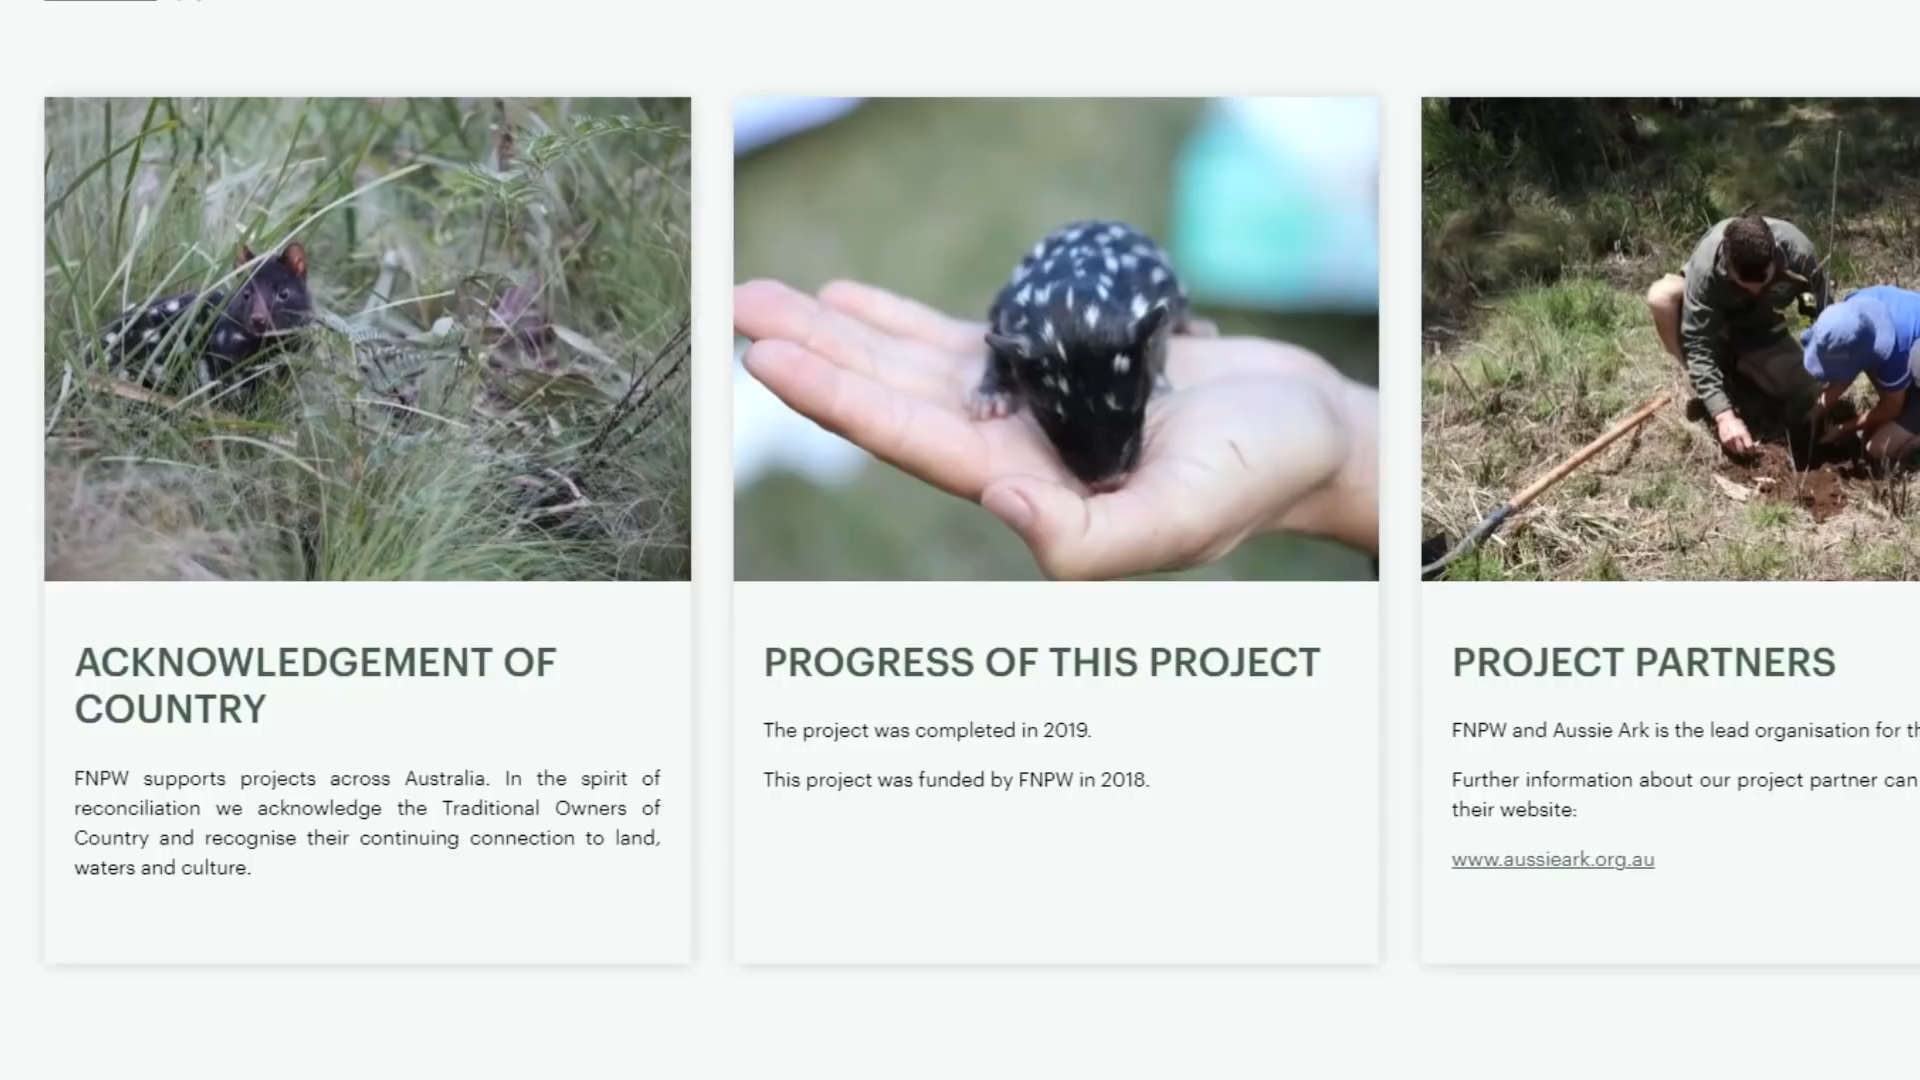 ACKNOWLEDGEMENT OF
COUNTRY
FNPW supports projects across Australia. In the spirit of
reconciliation we acknowledge the Traditional Owners of
Country and recognise their continuing connection to land,
waters and culture.
PROGRESS OF THIS PROJECT
The project was completed in 2019.
This project was funded by FNPW in 2018.
PROJECT PARTNERS
FNPW and Aussie Ark is the lead organisation for
Further information about our project partner can
their website:
www.aussieark.org.au